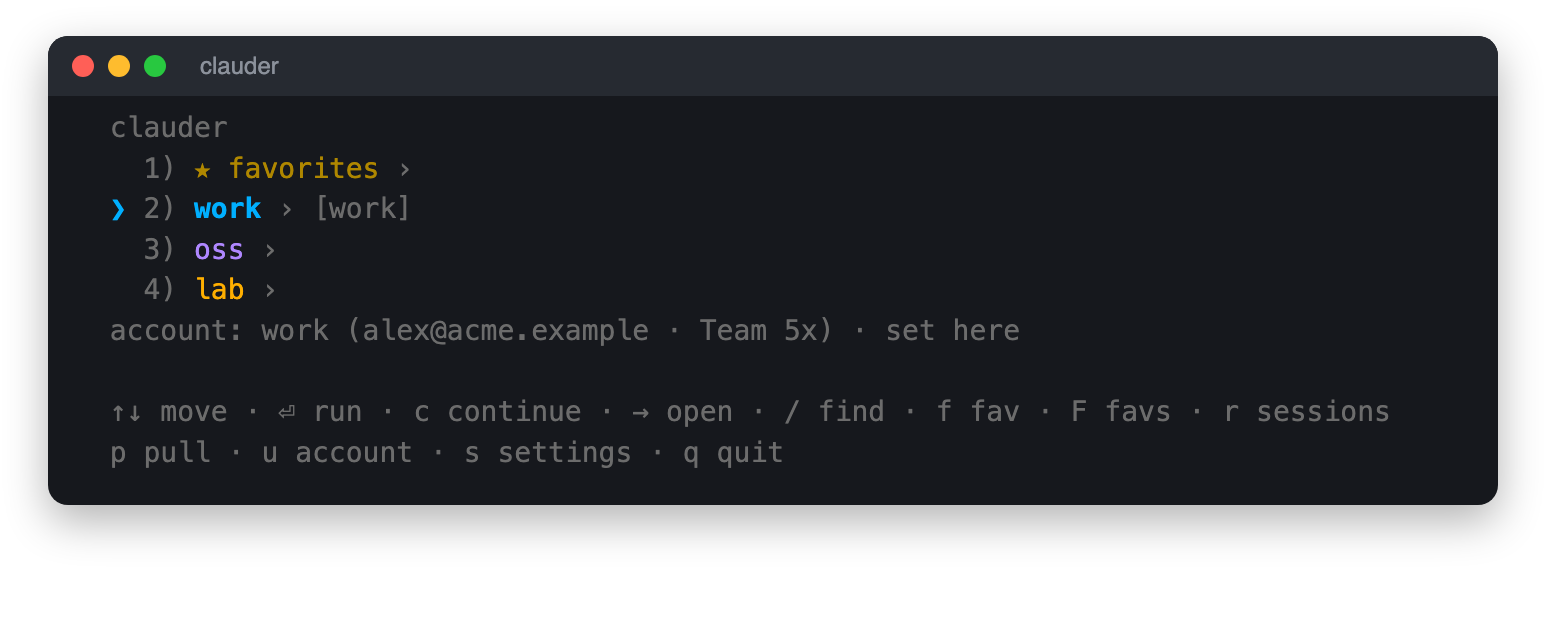 clauder
clauder
1) ★ favorites ›
❯ 2) work › [work]
3) oss ›
4) lab ›
account: work (alex@acme.example · Team 5x) · set here
↑↓ move · ⏎ run · c continue · → open · / find · f fav · F favs · r sessions
p pull · u account · s settings · q quit